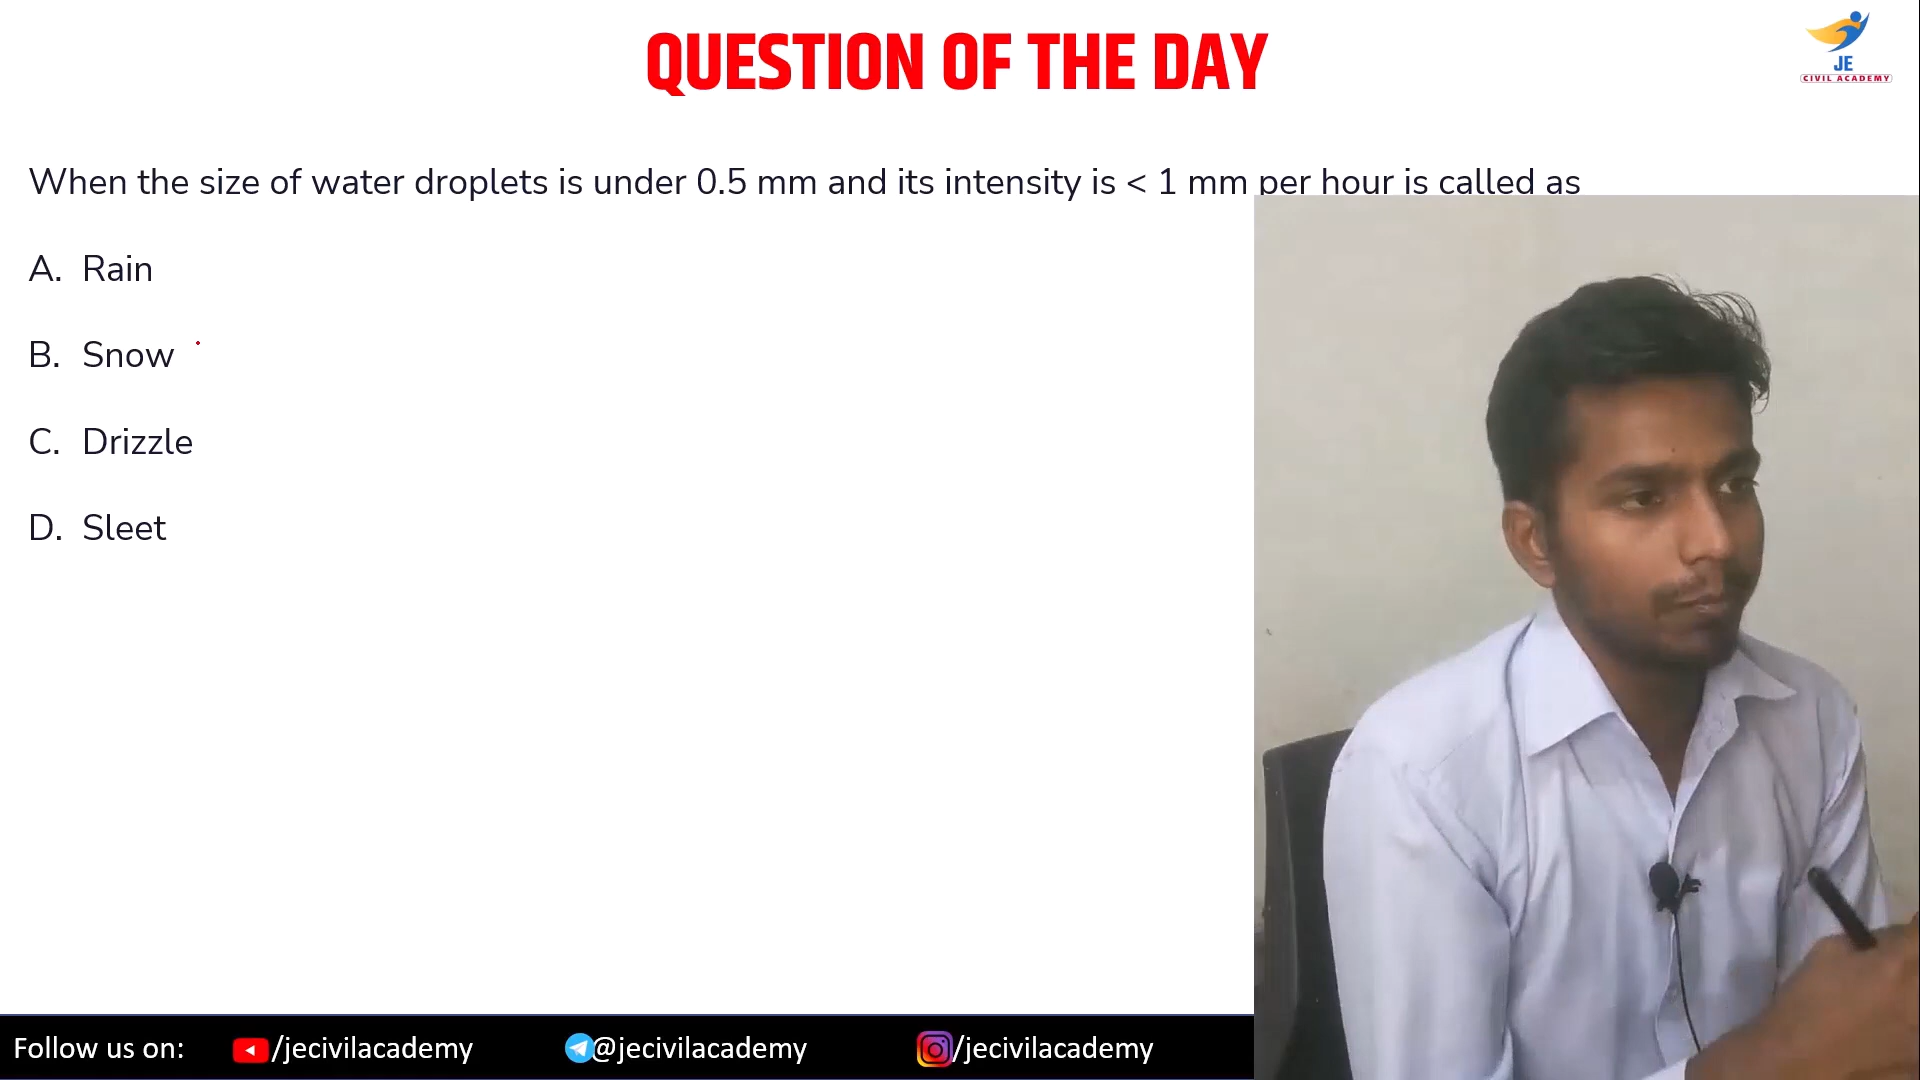 QUESTION OF THE DAY
JE
CIVIL ACADEMY
When the size of water droplets is under 0.5 mm and its intensity is < 1 mm per hour is called as
A. Rain
B. Snow
C. Drizzle
D. Sleet
Follow us on: /jecivilacademy @jecivilacademy /jecivilacademy